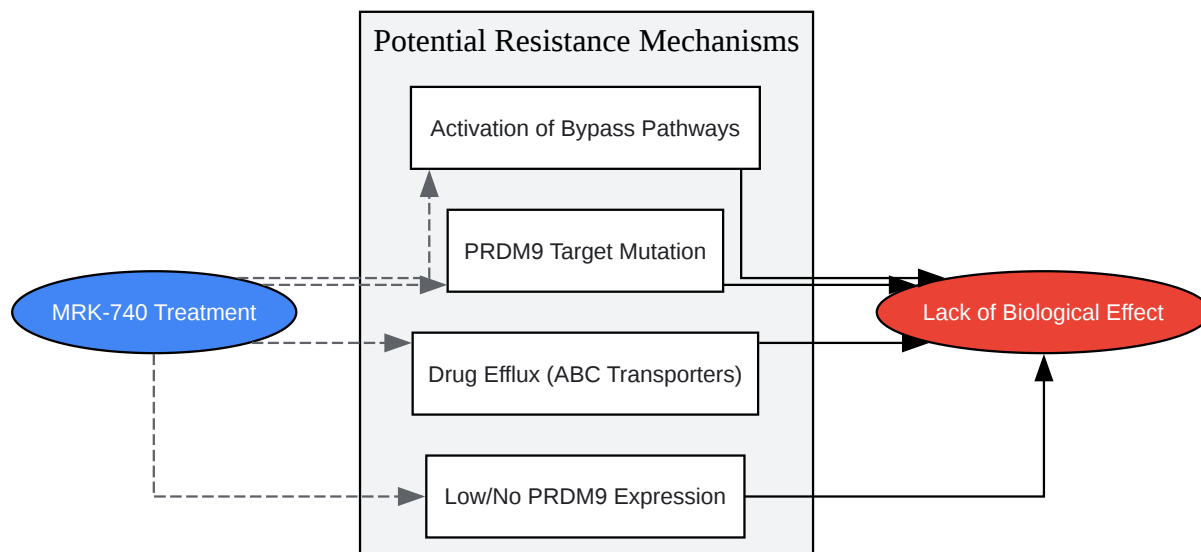 Potential Resistance Mechanisms
Activation of Bypass Pathways
PRDM9 Target Mutation
MRK-740 Treatment
Lack of Biological Effect
Drug Efflux (ABC Transporters)
Low/No PRDM9 Expression